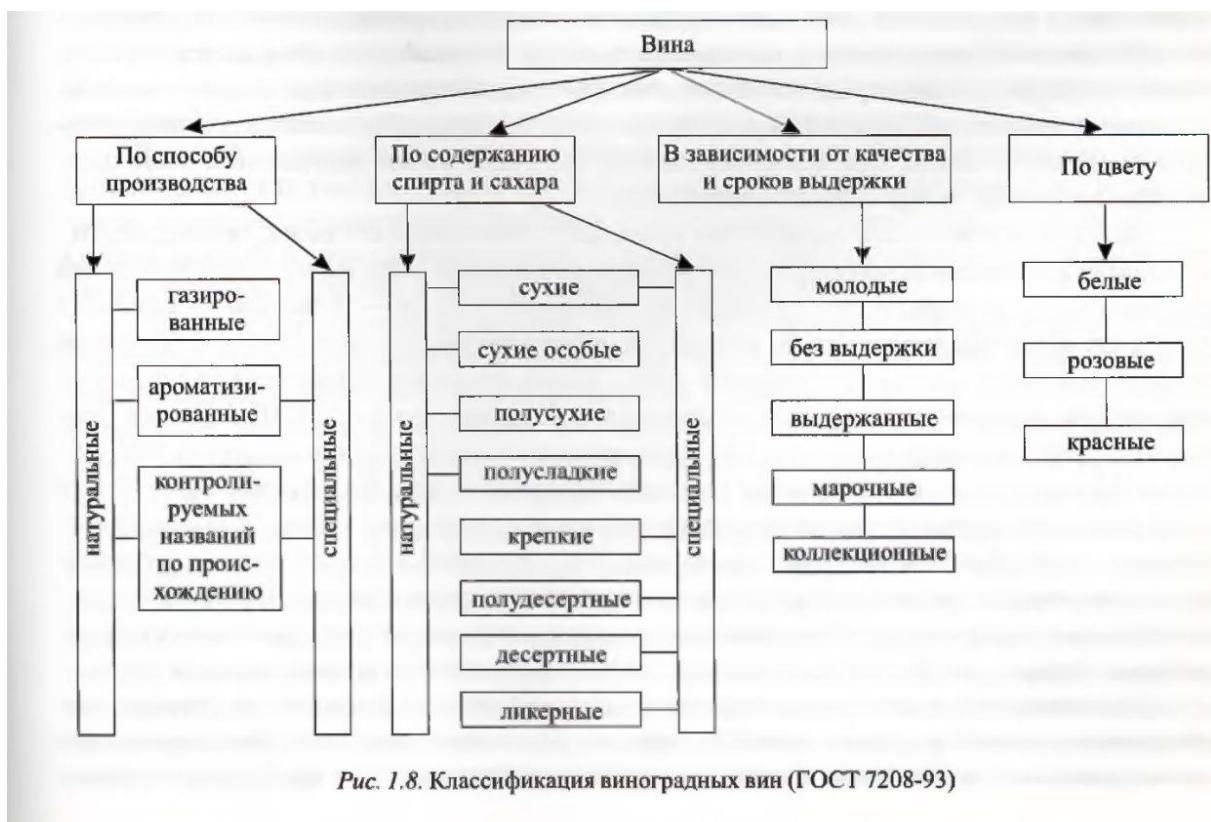 Вина
По способу
производства
По содержанию
спирта и сахара
В зависимости от качества
и сроков выдержки
По цвету
натуральные
газиро-
ванные
ароматизи-
рованные
контроли-
руемых
названий
по проис-
хождению
специальные
натуральные
сухие
сухие особые
полусухие
полусладкие
крепкие
полудесертные
десертные
ликерные
специальные
молодые
без выдержки
выдержанные
марочные
коллекционные
белые
розовые
красные
Рис. 1.8. Классификация виноградных вин (ГОСТ 7208-93)